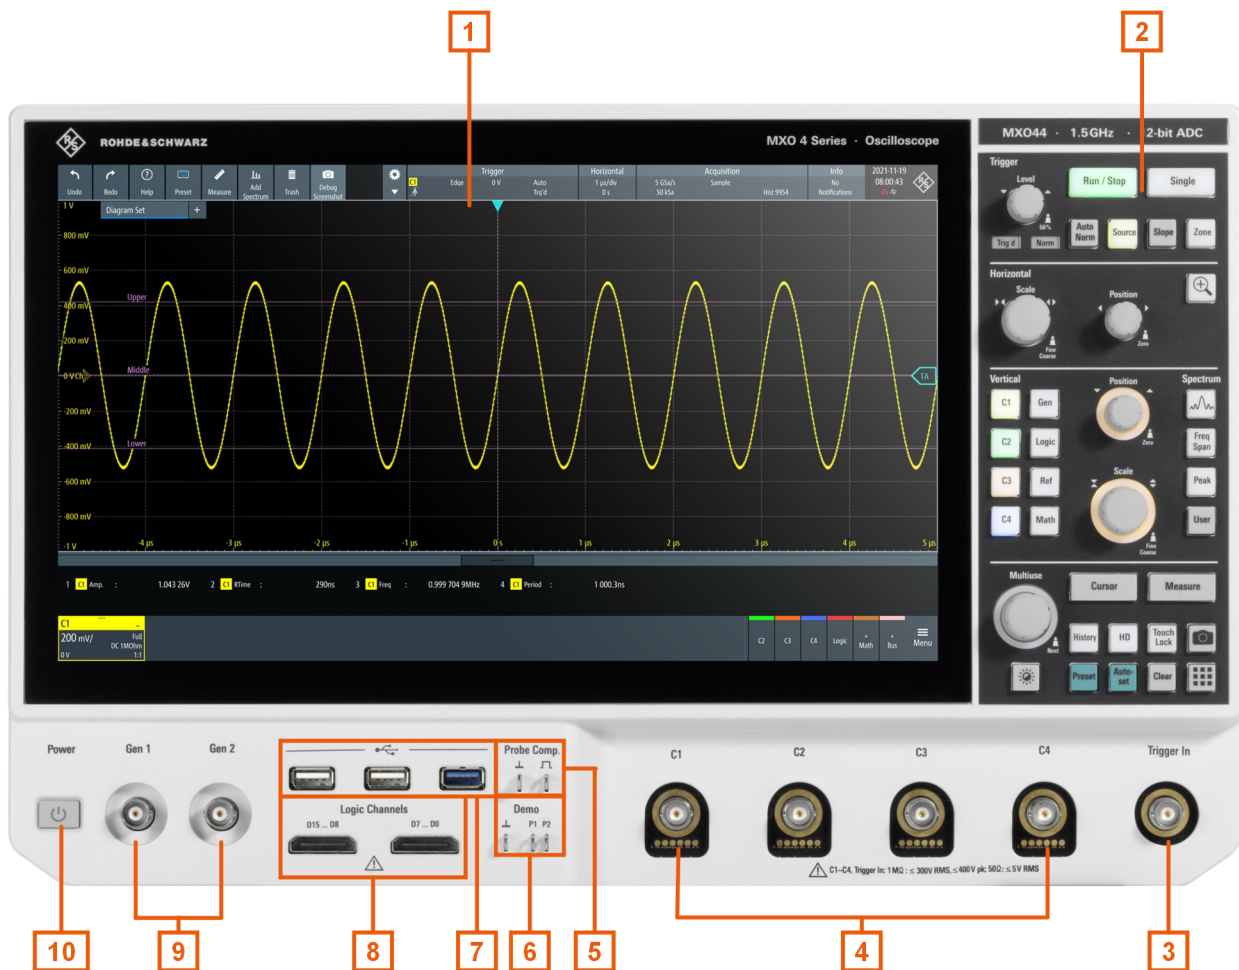 1
2
ROHDE&SCHWARZ
MXO 4 Series · Oscilloscope
MXO44 · 1.5GHz · 2-bit ADC
Undo
Redo
Help
Preset
Measure
Add Spectrum
Trash
Debug Screenshot
Trigger
C1 Edge 0 V Auto
Trq'd
Horizontal
1 µs/div
0 s
Acquisition
5 GSa/s Sample
50 kSa Hist 9954
Info
No
Notifications
2021-11-19
08:00:43
R/S
Diagram Set +
1 V
800 mV
600 mV
Upper
400 mV
200 mV
Middle
0 V
1A
-200 mV
Lower
-400 mV
-600 mV
-800 mV
-1 V
-4 µs
-3 µs
-2 µs
-1 µs
0 s
1 µs
2 µs
3 µs
4 µs
5 µs
1 C1 Amp. : 1.043 26V 2 C1 RTime : 290ns 3 C1 Freq : 0.999 704 9MHz 4 C1 Period : 1 000.3ns
C1
200 mV/ Full
DC 1MOhm
0 V 1:1
C2
C3
C4
Logic
+ Math
+ Bus
Menu
Trigger
Level
50%
Trig'd
Norm
Run / Stop
Single
Auto Norm
Source
Slope
Zone
Horizontal
Scale
Fine
Coarse
Position
Zero
Vertical
C1
Gen
C2
Logic
C3
Ref
C4
Math
Position
Zero
Scale
Fine
Coarse
Spectrum
Freq Span
Peak
User
Multiuse
Next
Cursor
Measure
History
HD
Touch Lock
Preset
Auto-set
Clear
Power
Gen 1
Gen 2
Probe Comp.
Logic Channels
D15 ... D8
D7 ... D0
Demo
P1 P2
C1
C2
C3
C4
Trigger In
C1–C4, Trigger In: 1 MΩ : ≤ 300V RMS, ≤ 400 V pk; 50Ω: ≤ 5 V RMS
10
9
8
7
6
5
4
3